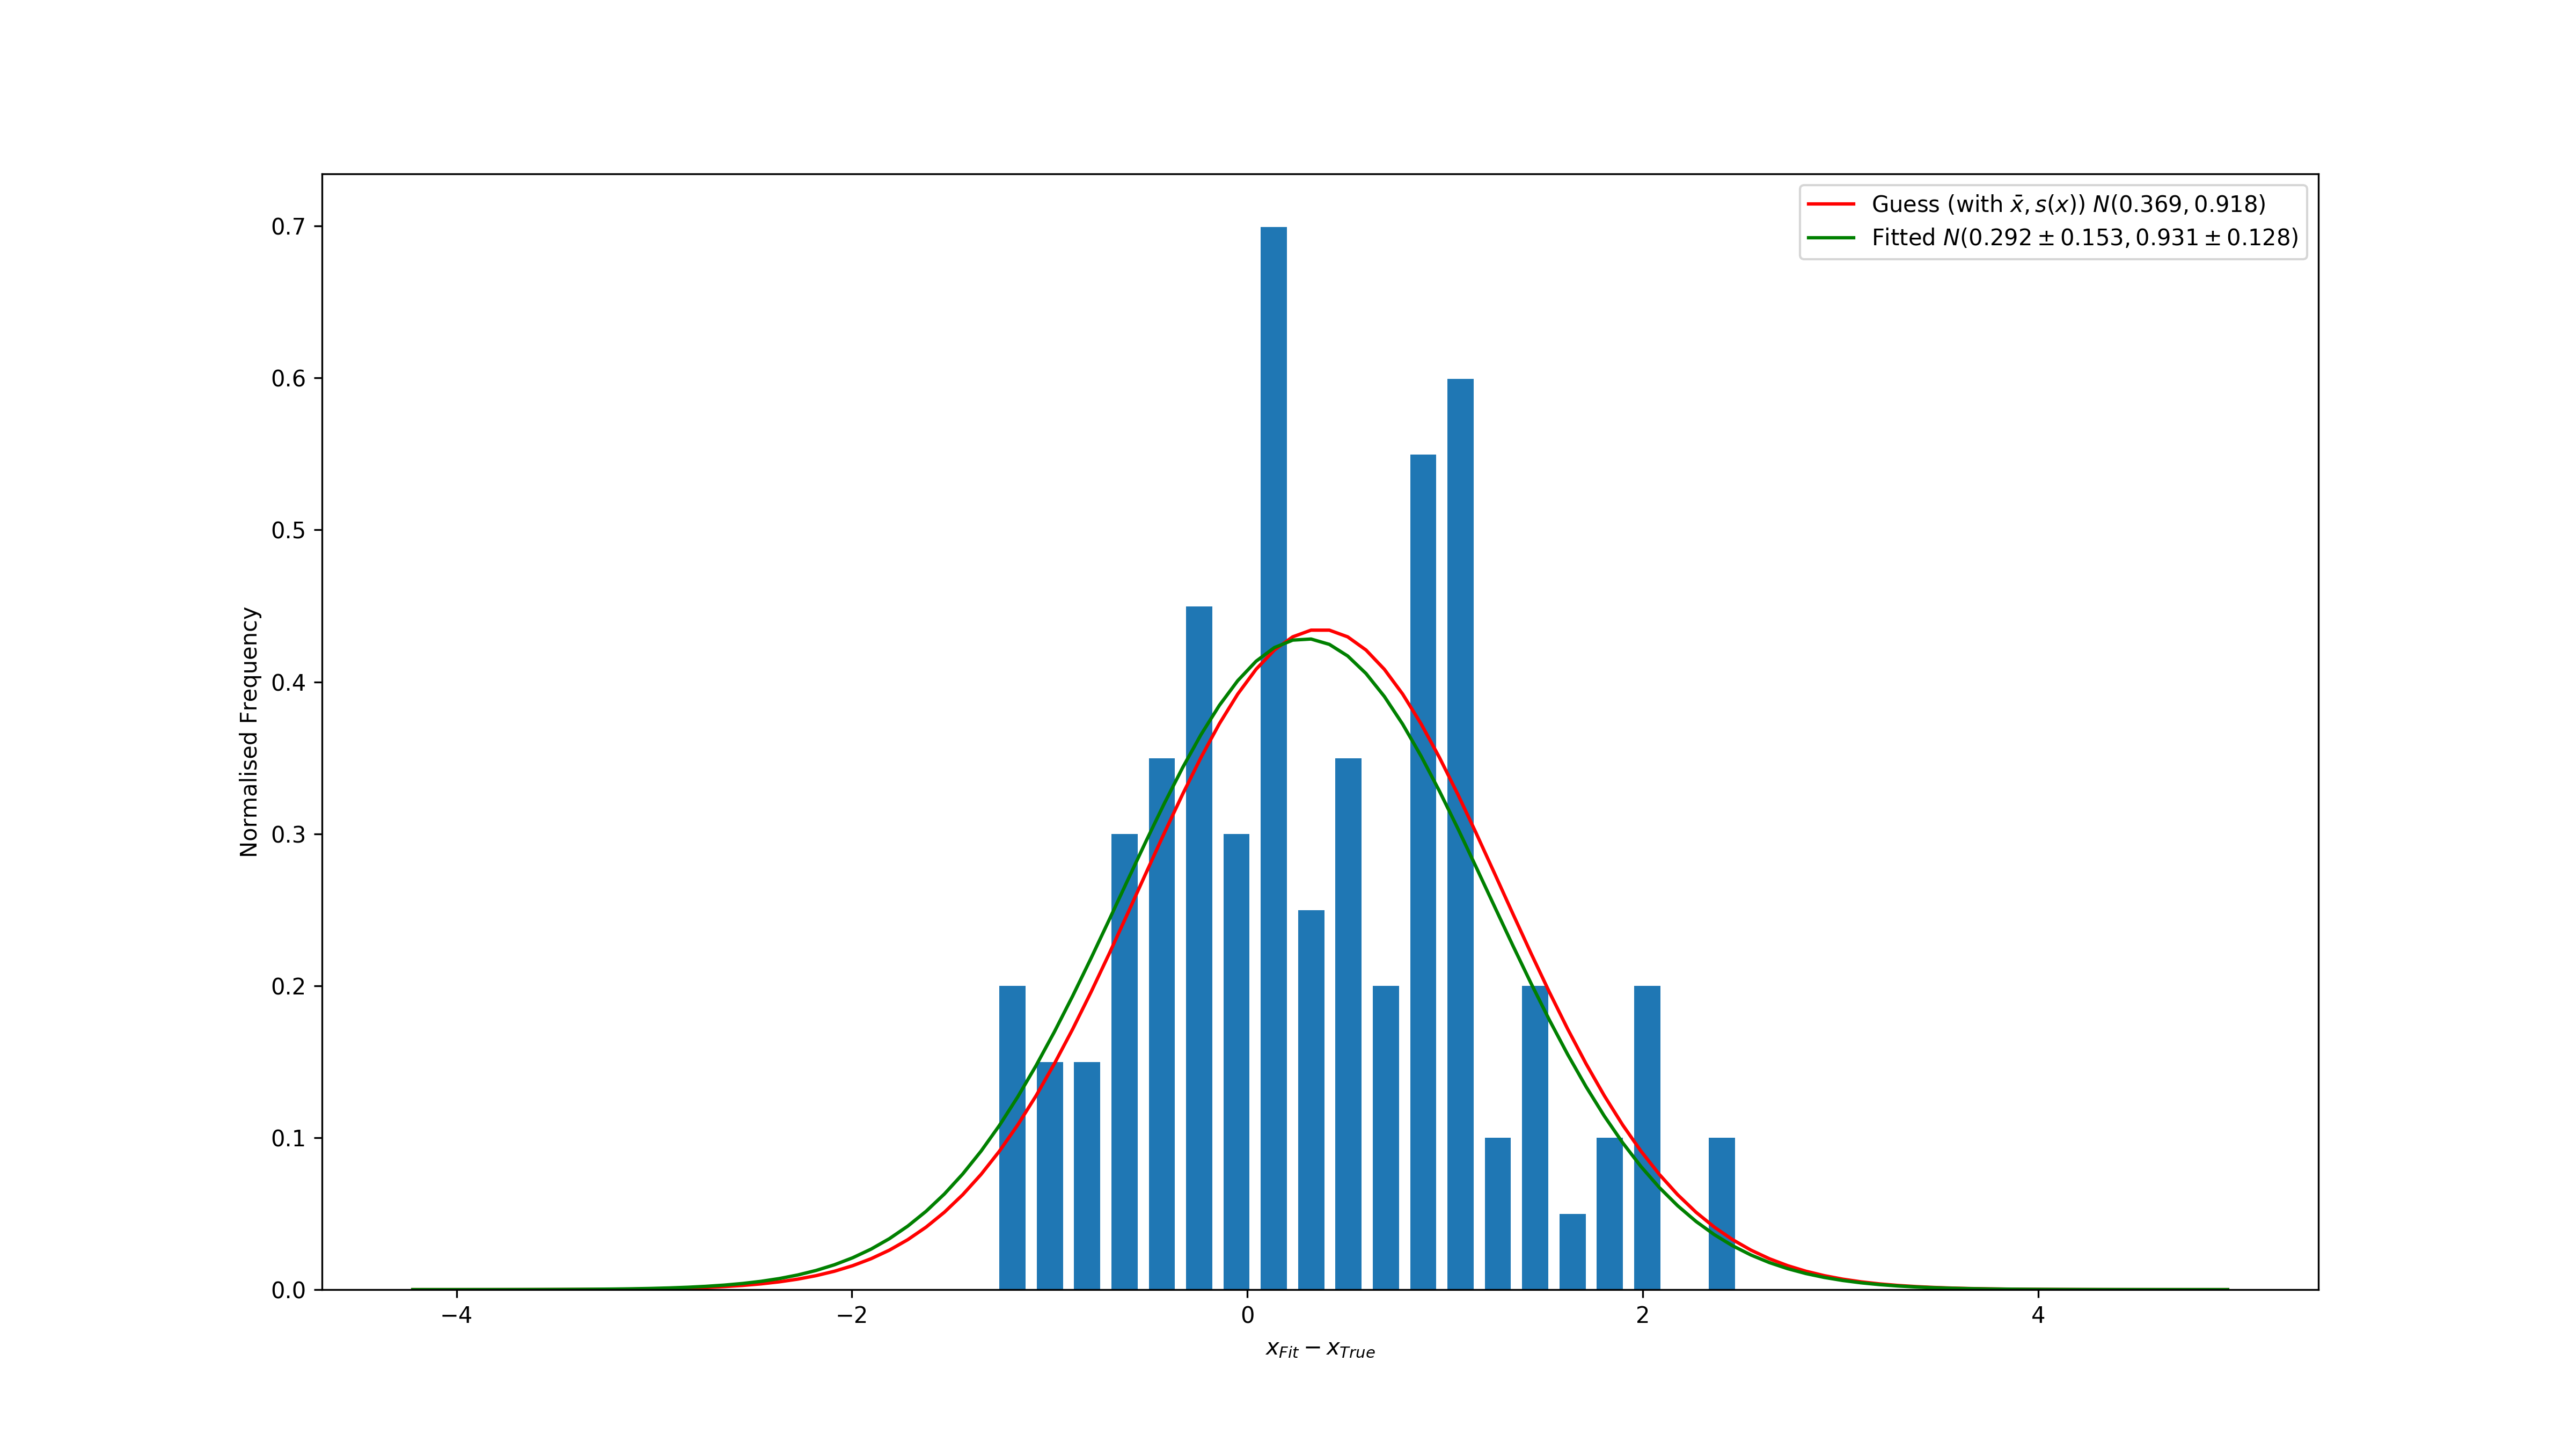 Guess (with x̄, s(x)) N(0.369, 0.918)
Fitted N(0.292 ± 0.153, 0.931 ± 0.128)
Normalised Frequency
0.7
0.6
0.5
0.4
0.3
0.2
0.1
0.0
−4 −2 0 2 4
x_Fit − x_True